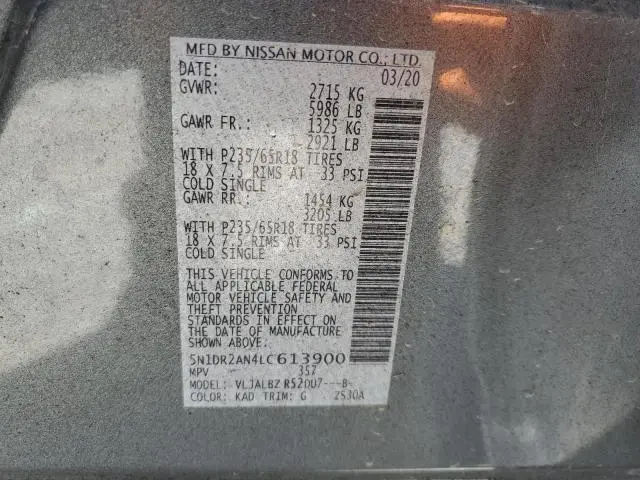 MFD BY NISSAN MOTOR CO., LTD.
DATE: 03/20
GVWR: 2715 KG
5986 LB
GAWR FR.: 1325 KG
2921 LB
WITH P235/65R18 TIRES
18 X 7.5 RIMS AT 33 PSI
COLD SINGLE
GAWR RR.: 1454 KG
3205 LB
WITH P235/65R18 TIRES
18 X 7.5 RIMS AT 33 PSI
COLD SINGLE
THIS VEHICLE CONFORMS TO
ALL APPLICABLE FEDERAL
MOTOR VEHICLE SAFETY AND
THEFT PREVENTION
STANDARDS IN EFFECT ON
THE DATE OF MANUFACTURE
SHOWN ABOVE.
5N1DR2AN4LC613900
MPV 357
MODEL: VLJALBZ R52DU7---B-
COLOR: KAD TRIM: G 2S30A